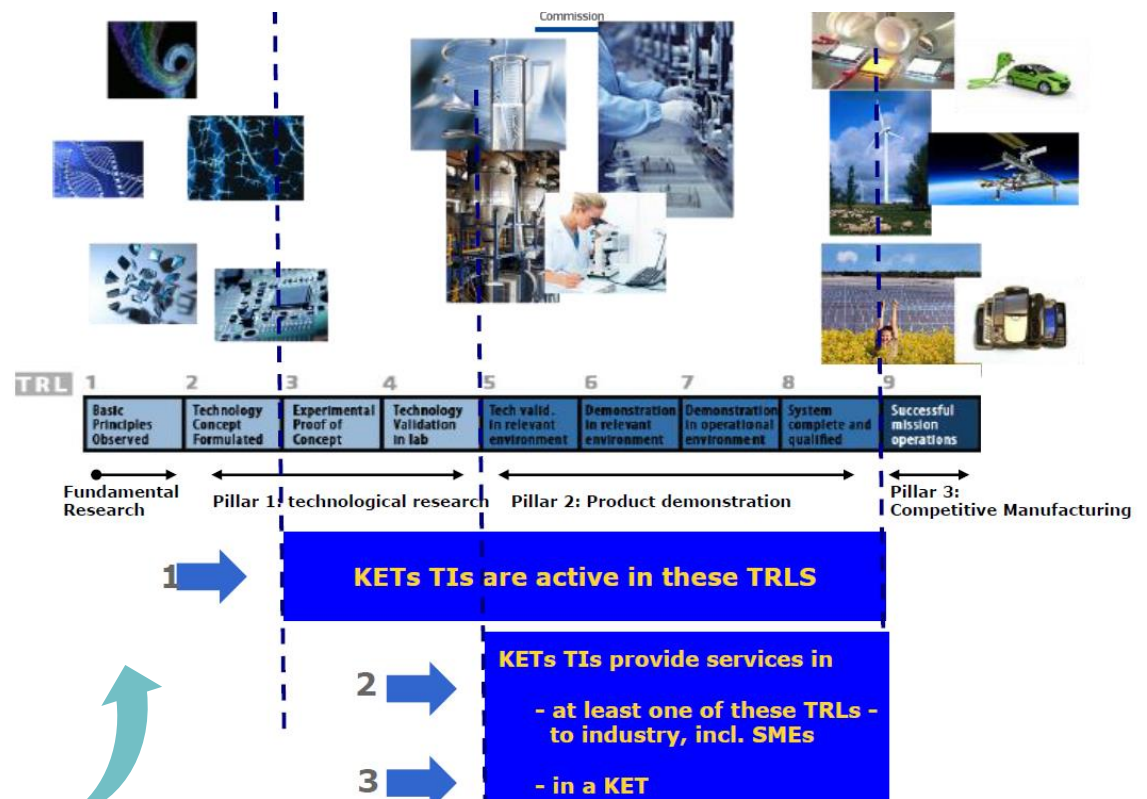 Commission
TRL 1 2 3 4 5 6 7 8 9
Basic
Principles
Observed
Technology
Concept
Formulated
Experimental
Proof of
Concept
Technology
Validation
in lab
Tech valid.
in relevant
environment
Demonstration
in relevant
environment
Demonstration
in operational
environment
System
complete and
qualified
Successful
mission
operations
Fundamental
Research
Pillar 1: technological research
Pillar 2: Product demonstration
Pillar 3:
Competitive Manufacturing
1
KETs TIs are active in these TRLS
2
KETs TIs provide services in
- at least one of these TRLs -
to industry, incl. SMEs
3
- in a KET